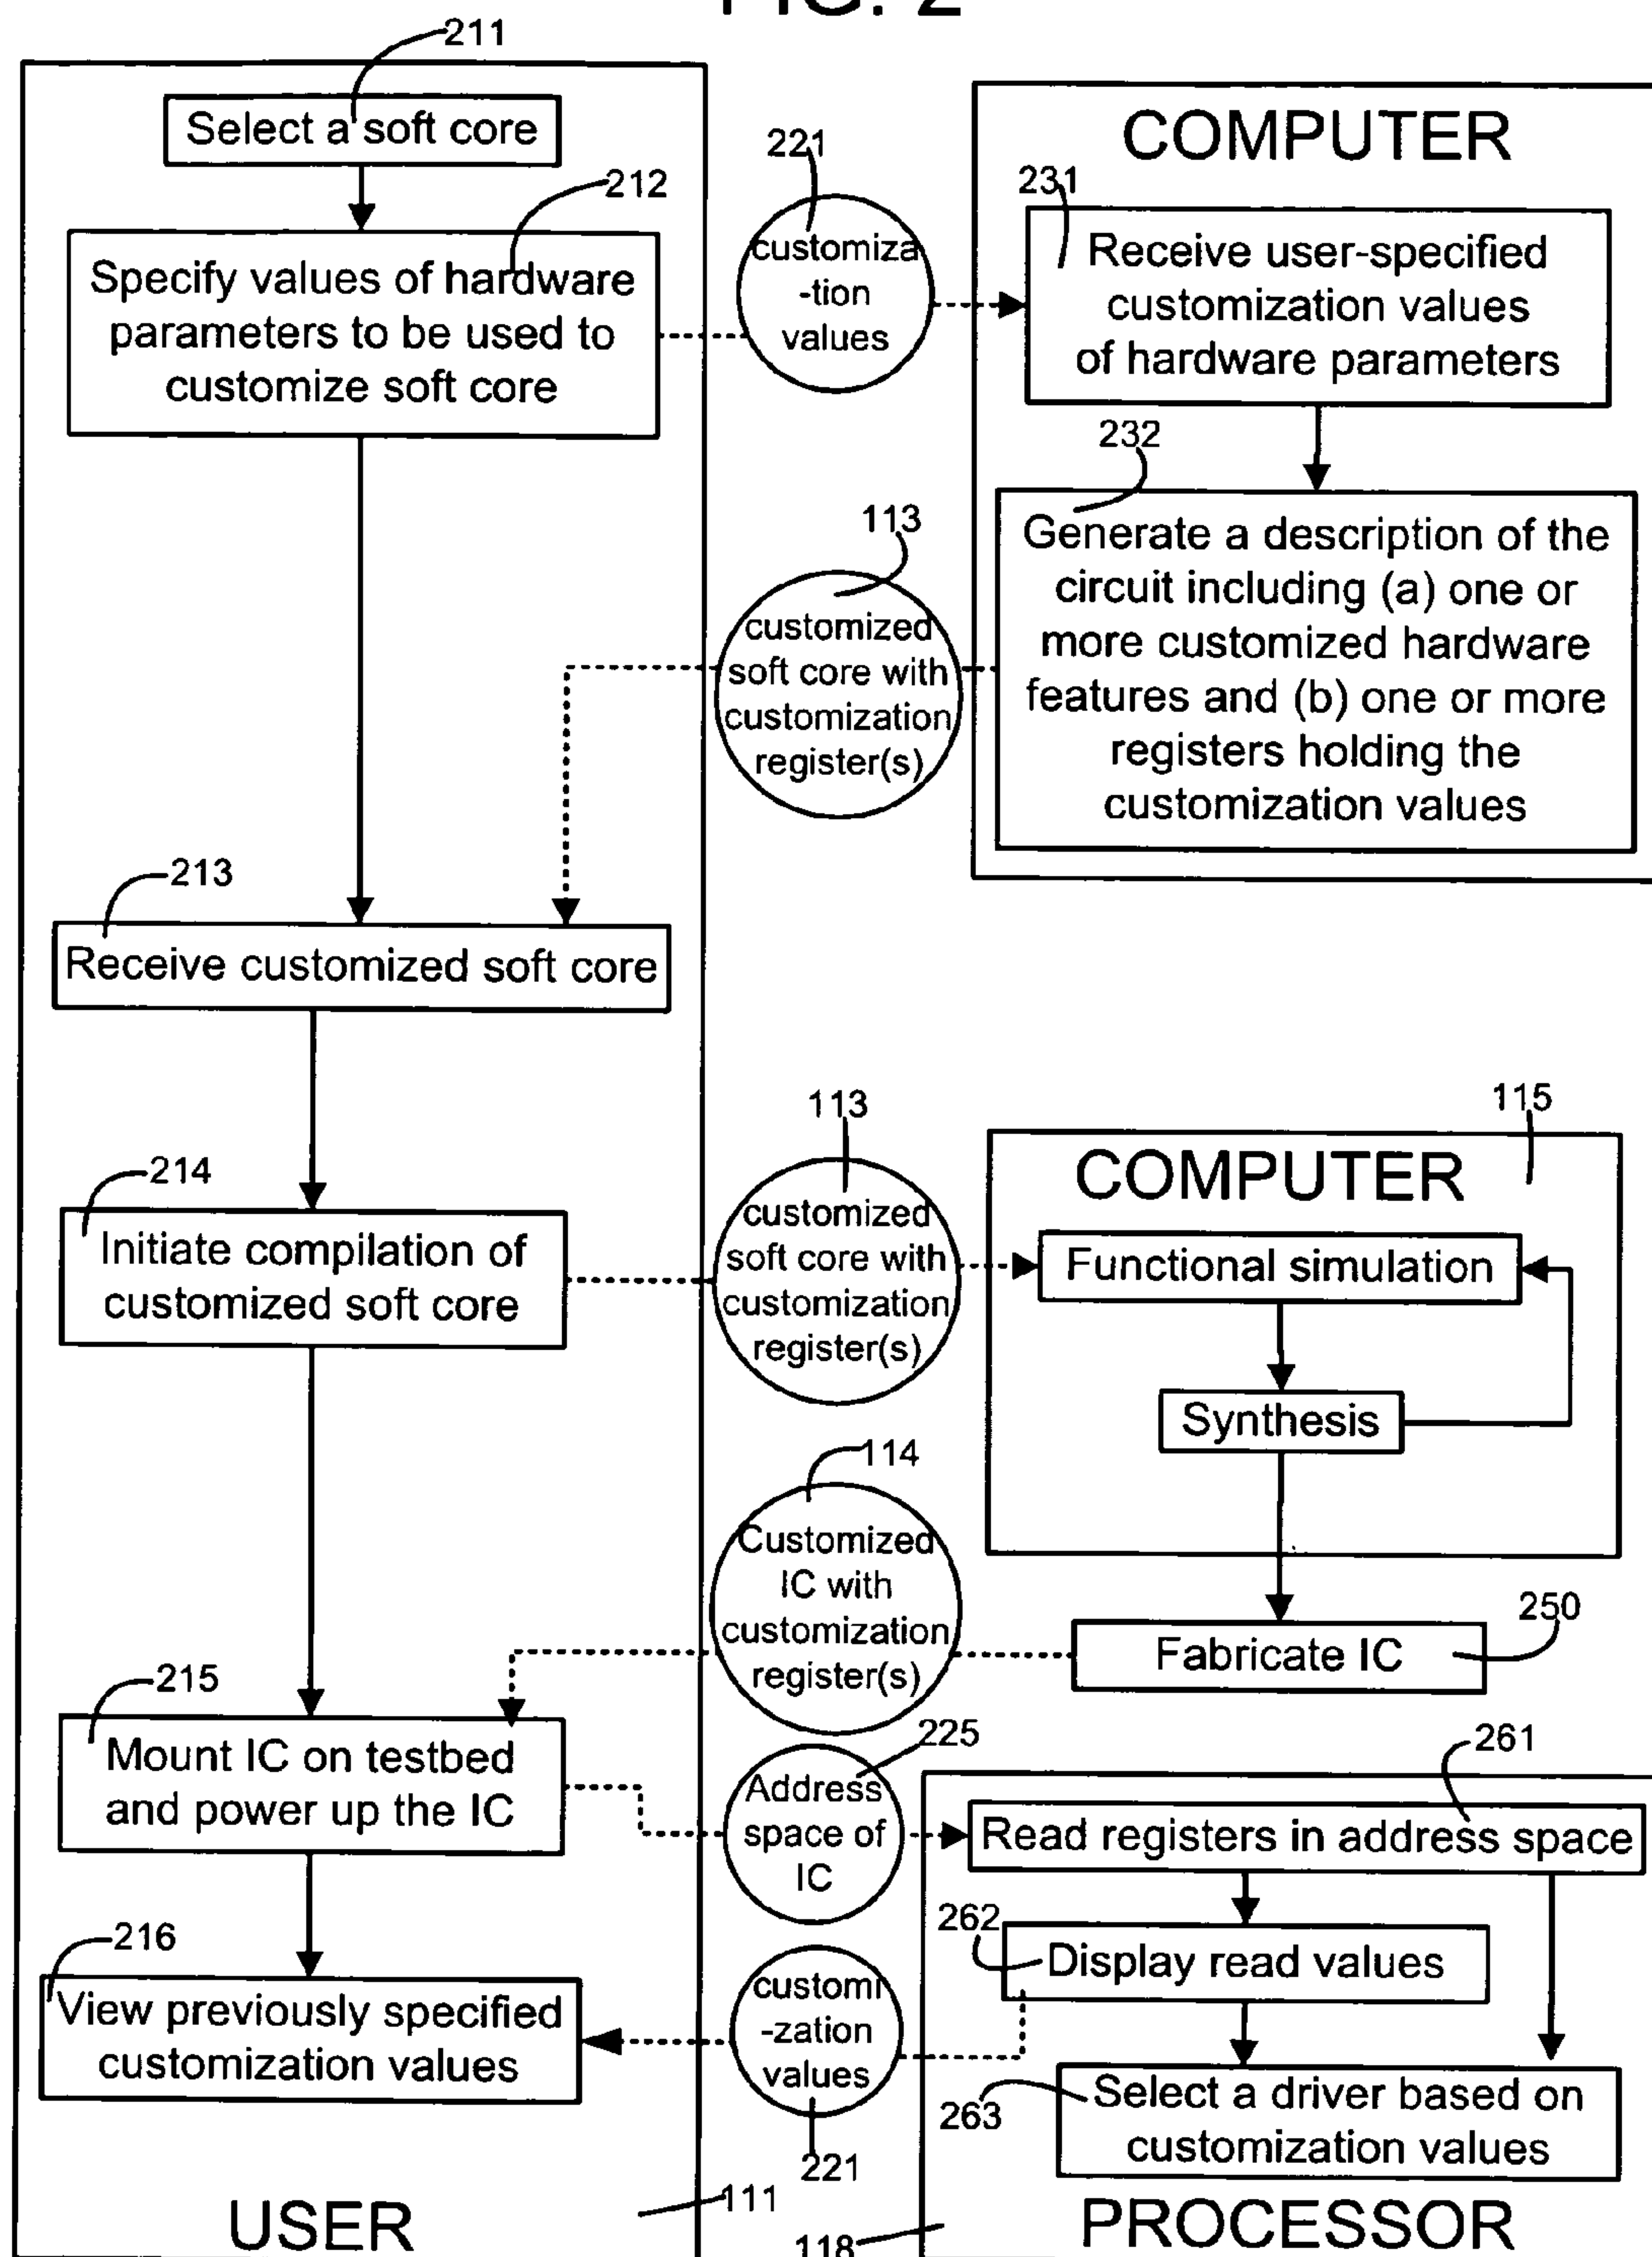 FIG. 2
211
Select a soft core
212
Specify values of hardware
parameters to be used to
customize soft core
213
Receive customized soft core
214
Initiate compilation of
customized soft core
215
Mount IC on testbed
and power up the IC
216
View previously specified
customization values
USER
111
221
customiza
-tion
values
113
customized
soft core with
customization
register(s)
113
customized
soft core with
customization
register(s)
114
Customized
IC with
customization
register(s)
225
Address
space of
IC
customi
-zation
values
221
COMPUTER
231
Receive user-specified
customization values
of hardware parameters
232
Generate a description of the
circuit including (a) one or
more customized hardware
features and (b) one or more
registers holding the
customization values
115
COMPUTER
Functional simulation
Synthesis
250
Fabricate IC
261
Read registers in address space
262
Display read values
263
Select a driver based on
customization values
PROCESSOR
118